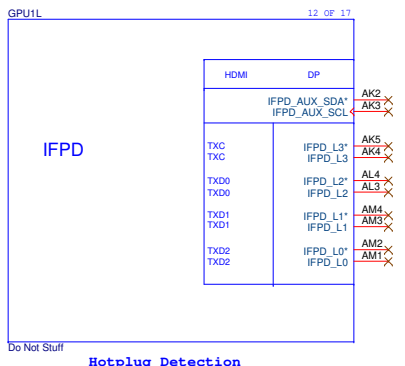 GPU1L 12 OF 17
HDMI DP
IFPD_AUX_SDA* AK2
IFPD_AUX_SCL AK3
IFPD
TXC IFPD_L3* AK5
TXC IFPD_L3 AK4
TXD0 IFPD_L2* AL4
TXD0 IFPD_L2 AL3
TXD1 IFPD_L1* AM4
TXD1 IFPD_L1 AM3
TXD2 IFPD_L0* AM2
TXD2 IFPD_L0 AM1
Do Not Stuff
Hotplug Detection